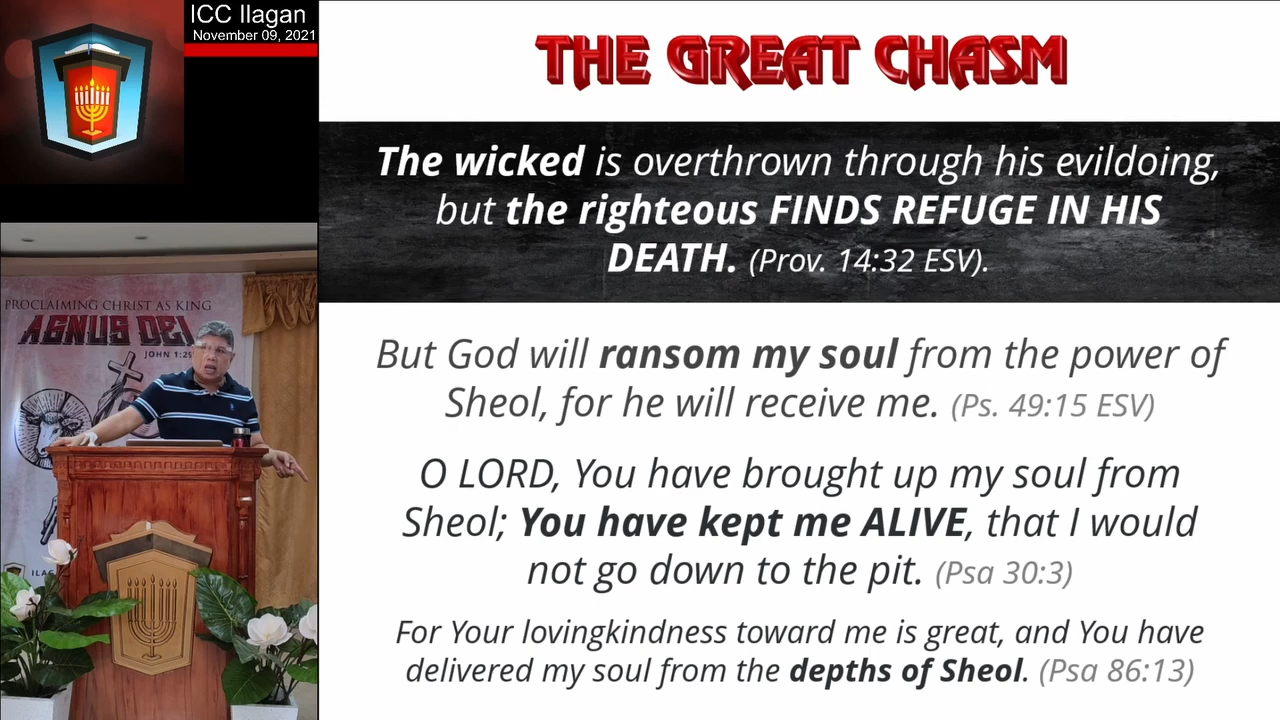 ICC Ilagan
November 09, 2021
THE GREAT CHASM
The wicked is overthrown through his evildoing,
but the righteous FINDS REFUGE IN HIS
DEATH. (Prov. 14:32 ESV).
But God will ransom my soul from the power of
Sheol, for he will receive me. (Ps. 49:15 ESV)
O LORD, You have brought up my soul from
Sheol; You have kept me ALIVE, that I would
not go down to the pit. (Psa 30:3)
For Your lovingkindness toward me is great, and You have
delivered my soul from the depths of Sheol. (Psa 86:13)
PROCLAIMING CHRIST AS KING
AGNUS DEI
JOHN 1:29